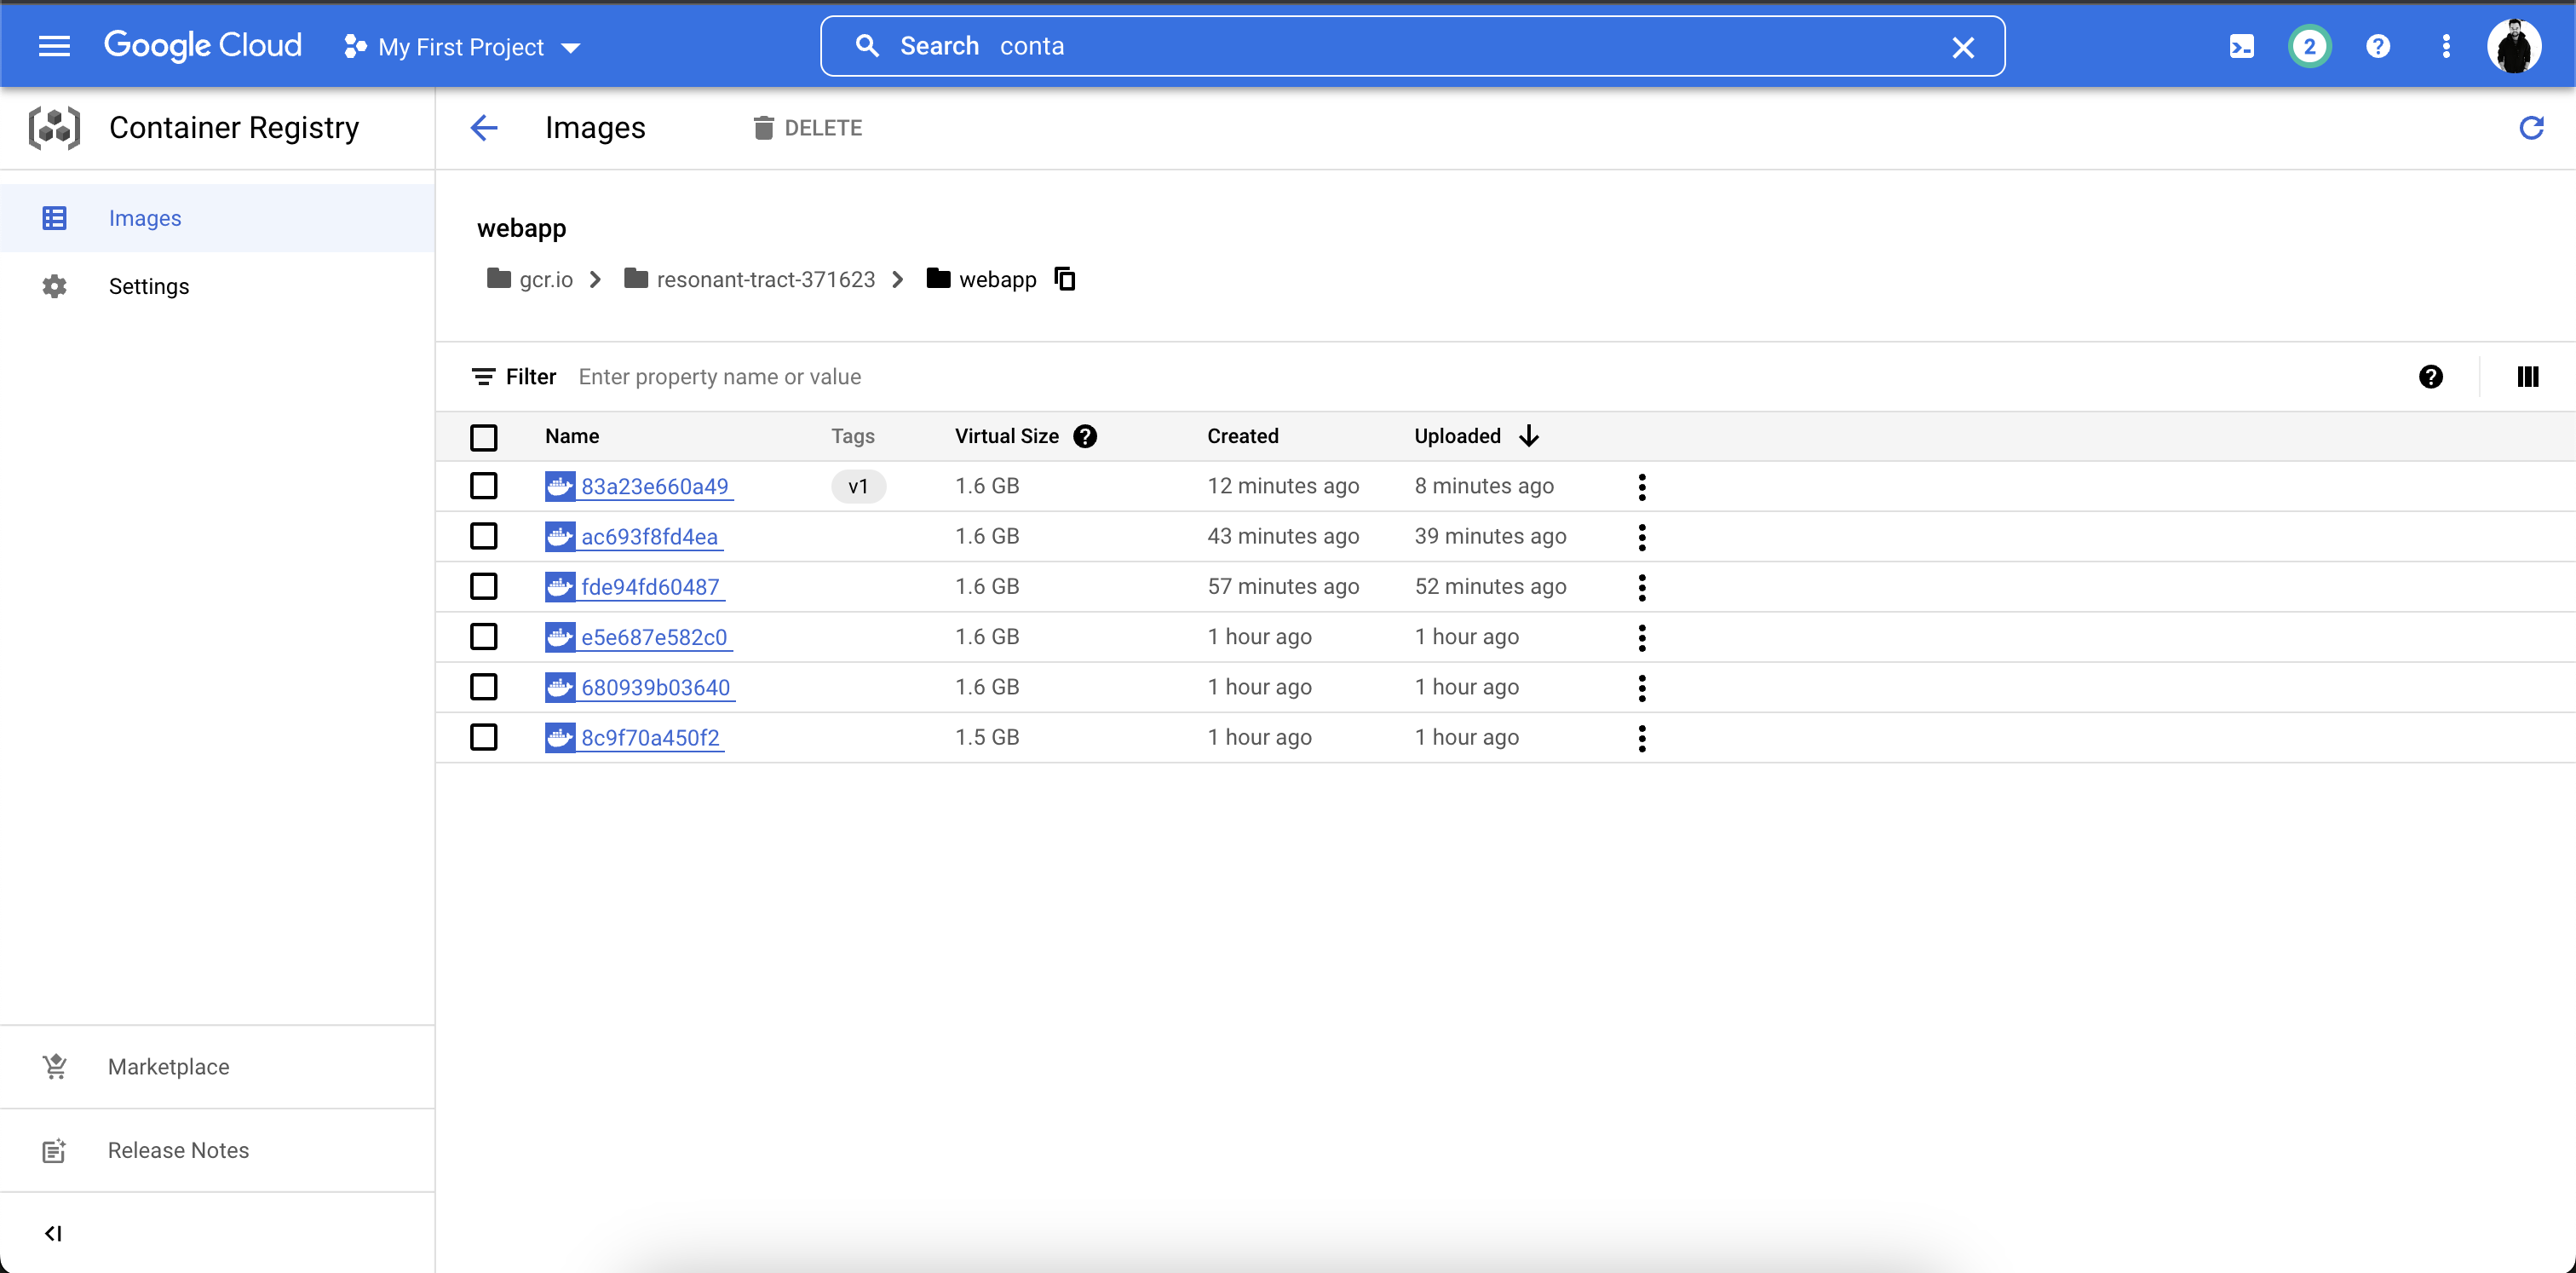 Google Cloud My First Project Search conta 2
Container Registry Images DELETE
Images
Settings
webapp
gcr.io resonant-tract-371623 webapp
Filter Enter property name or value
Name Tags Virtual Size Created Uploaded
83a23e660a49 v1 1.6 GB 12 minutes ago 8 minutes ago
ac693f8fd4ea 1.6 GB 43 minutes ago 39 minutes ago
fde94fd60487 1.6 GB 57 minutes ago 52 minutes ago
e5e687e582c0 1.6 GB 1 hour ago 1 hour ago
680939b03640 1.6 GB 1 hour ago 1 hour ago
8c9f70a450f2 1.5 GB 1 hour ago 1 hour ago
Marketplace
Release Notes